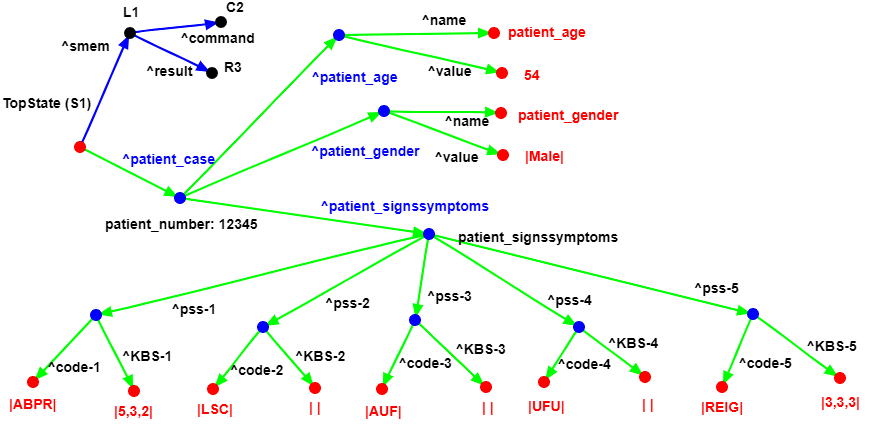 L1
C2
^smem
^command
^result
R3
TopState (S1)
^name
patient_age
^value
54
^patient_age
^name
patient_gender
^patient_gender
^value
|Male|
^patient_case
patient_number: 12345
^patient_signssymptoms
patient_signssymptoms
^pss-1
^pss-2
^pss-3
^pss-4
^pss-5
^code-1
^KBS-1
^code-2
^KBS-2
^code-3
^KBS-3
^code-4
^KBS-4
^code-5
^KBS-5
|ABPR|
|5,3,2|
|LSC|
| |
|AUF|
| |
|UFU|
| |
|REIG|
|3,3,3|